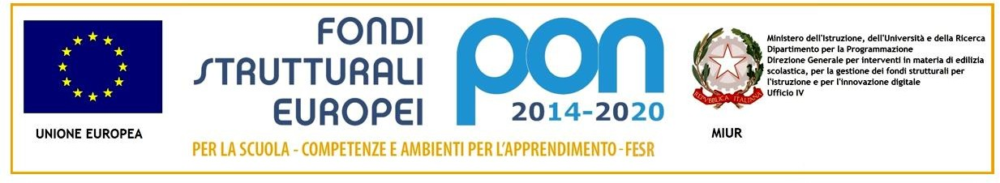 UNIONE EUROPEA
FONDI
STRUTTURALI
EUROPEI
pon
2014-2020
PER LA SCUOLA - COMPETENZE E AMBIENTI PER L'APPRENDIMENTO-FESR
REPVBBLICA ITALIANA
MIUR
Ministero dell'Istruzione, dell'Università e della Ricerca
Dipartimento per la Programmazione
Direzione Generale per interventi in materia di edilizia
scolastica, per la gestione dei fondi strutturali per
l'Istruzione e per l'innovazione digitale
Ufficio IV